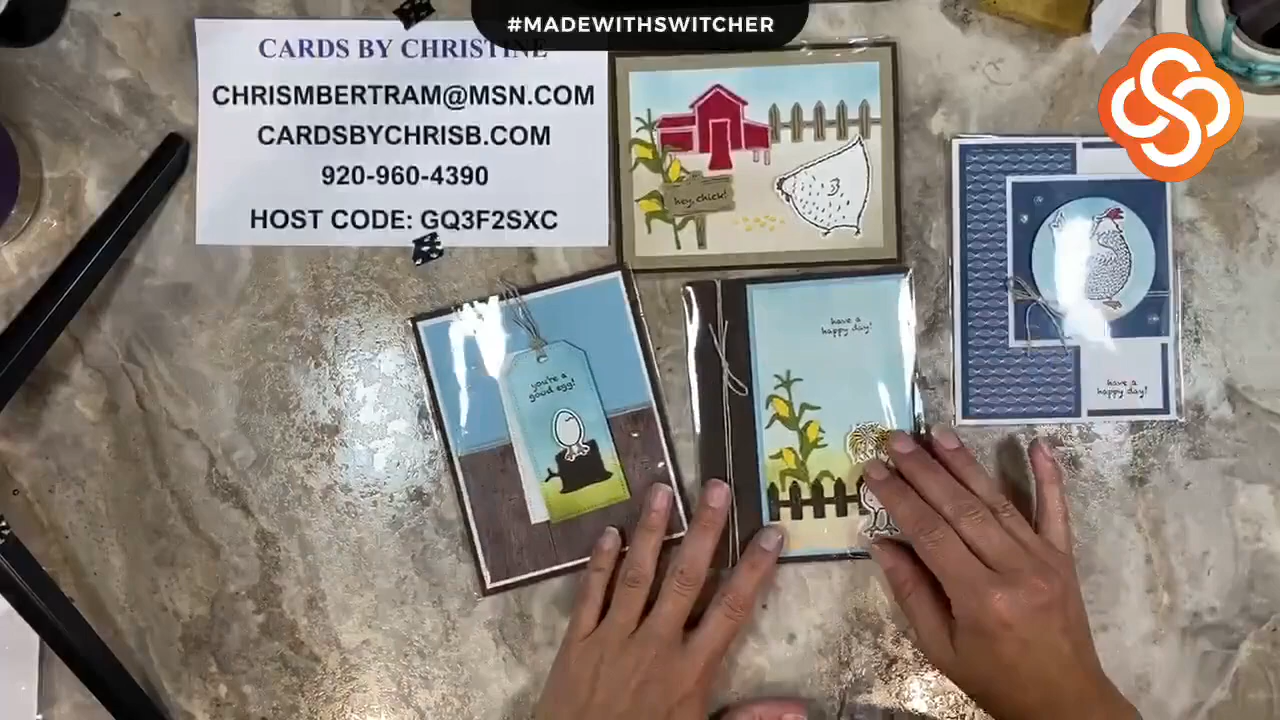 #MADEWITHSWITCHER
CARDS BY CHRISTINE
CHRISMBERTRAM@MSN.COM
CARDSBYCHRISB.COM
920-960-4390
HOST CODE: GQ3F2SXC
hey, chick!
you're a
good egg!
have a
happy day!
have a
happy day!